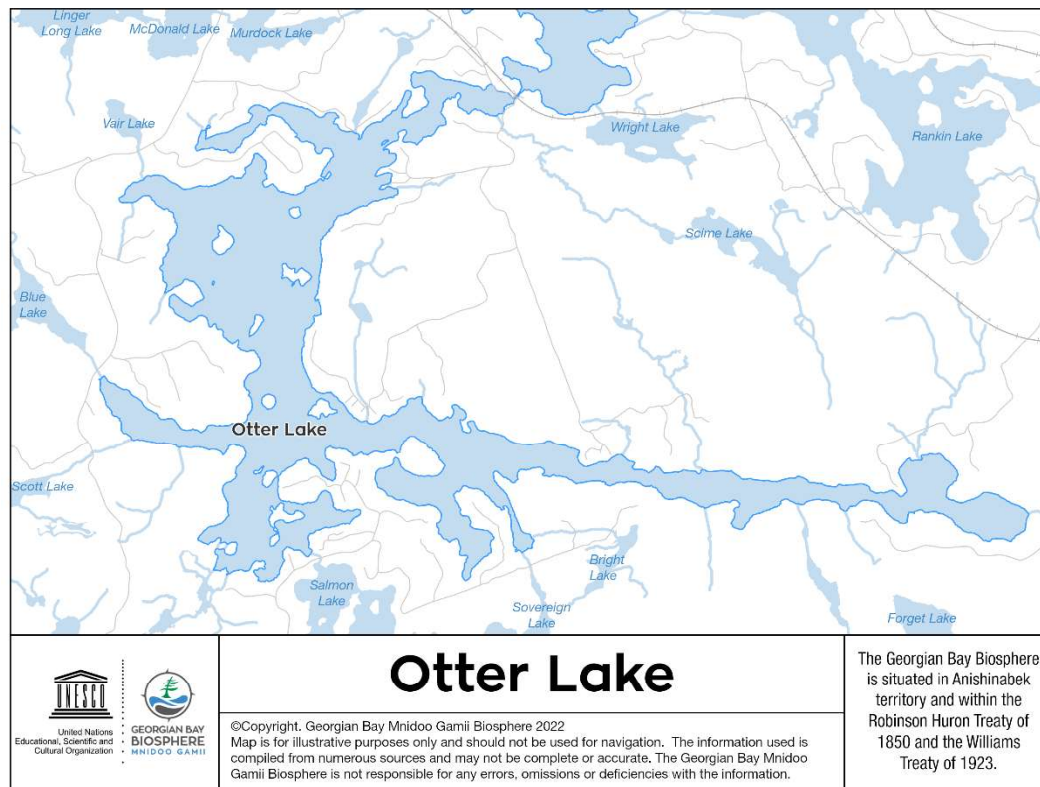 Linger
Long Lake
McDonald Lake
Murdock Lake
Vair Lake
Wright Lake
Rankin Lake
Scime Lake
Blue
Lake
Otter Lake
Scott Lake
Bright
Lake
Salmon
Lake
Sovereign
Lake
Forget Lake
UNESCO
United Nations
Educational, Scientific and
Cultural Organization
GEORGIAN BAY
BIOSPHERE
MNIDOO GAMII
Otter Lake
©Copyright. Georgian Bay Mnidoo Gamii Biosphere 2022
Map is for illustrative purposes only and should not be used for navigation. The information used is
compiled from numerous sources and may not be complete or accurate. The Georgian Bay Mnidoo
Gamii Biosphere is not responsible for any errors, omissions or deficiencies with the information.
The Georgian Bay Biosphere
is situated in Anishinabek
territory and within the
Robinson Huron Treaty of
1850 and the Williams
Treaty of 1923.